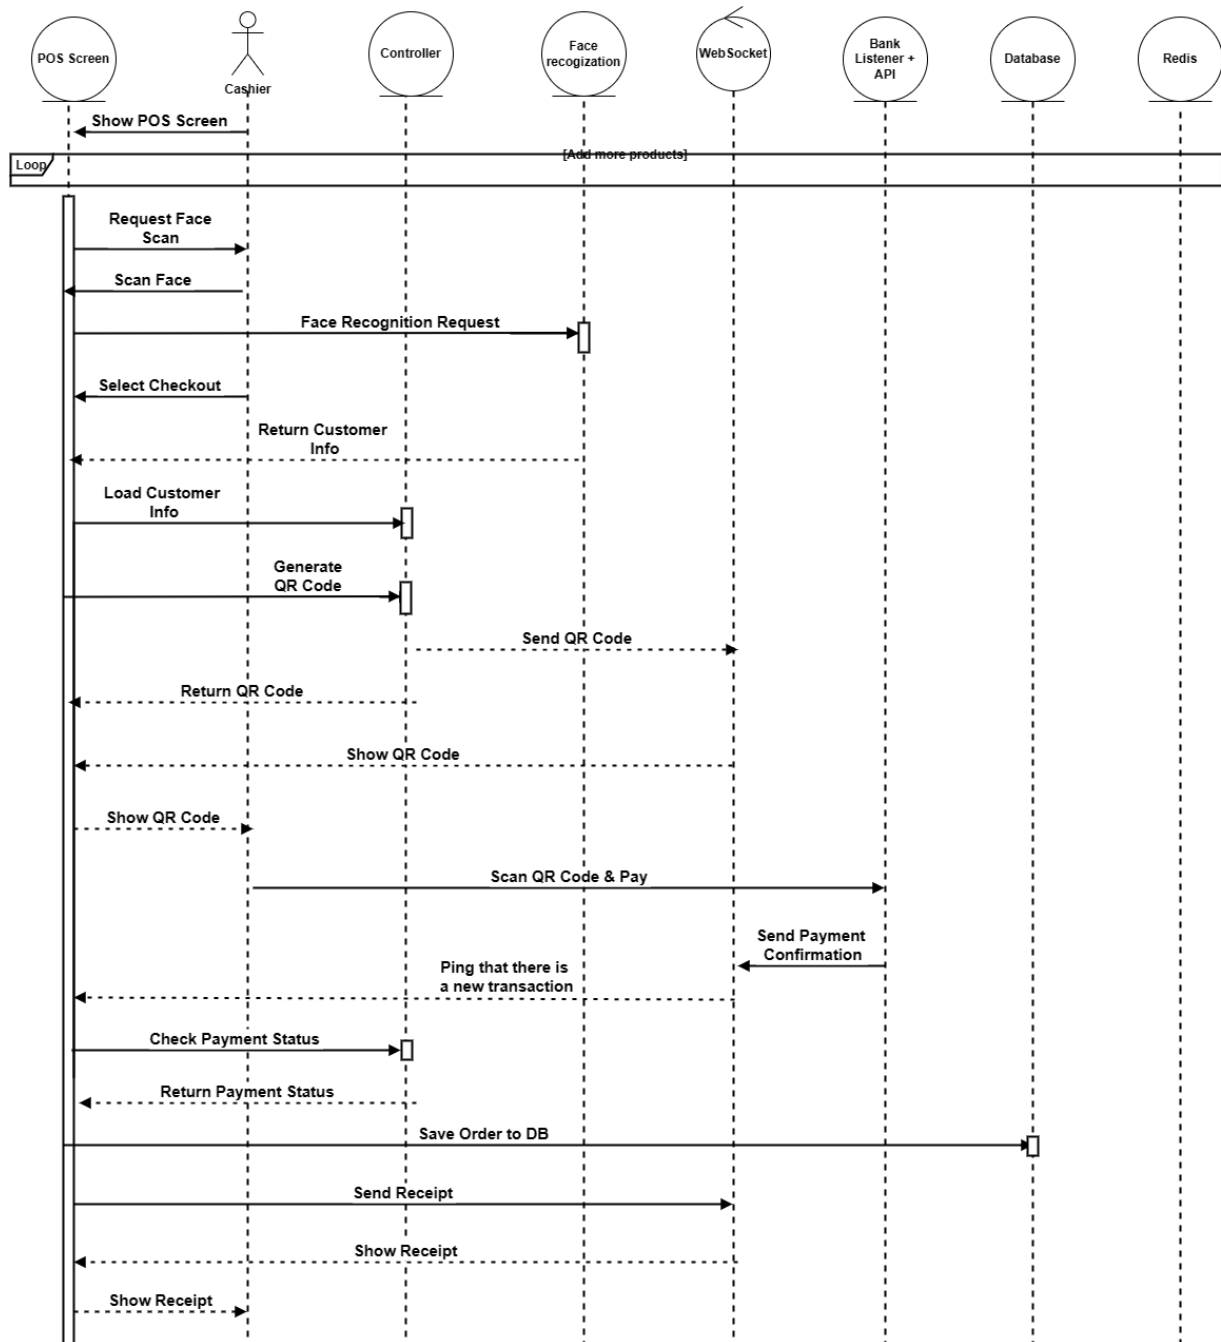 POS Screen
Cashier
Controller
Face
recogization
WebSocket
Bank
Listener +
API
Database
Redis
Show POS Screen
Loop
[Add more products]
Request Face
Scan
Scan Face
Face Recognition Request
Select Checkout
Return Customer
Info
Load Customer
Info
Generate
QR Code
Send QR Code
Return QR Code
Show QR Code
Show QR Code
Scan QR Code & Pay
Send Payment
Confirmation
Ping that there is
a new transaction
Check Payment Status
Return Payment Status
Save Order to DB
Send Receipt
Show Receipt
Show Receipt